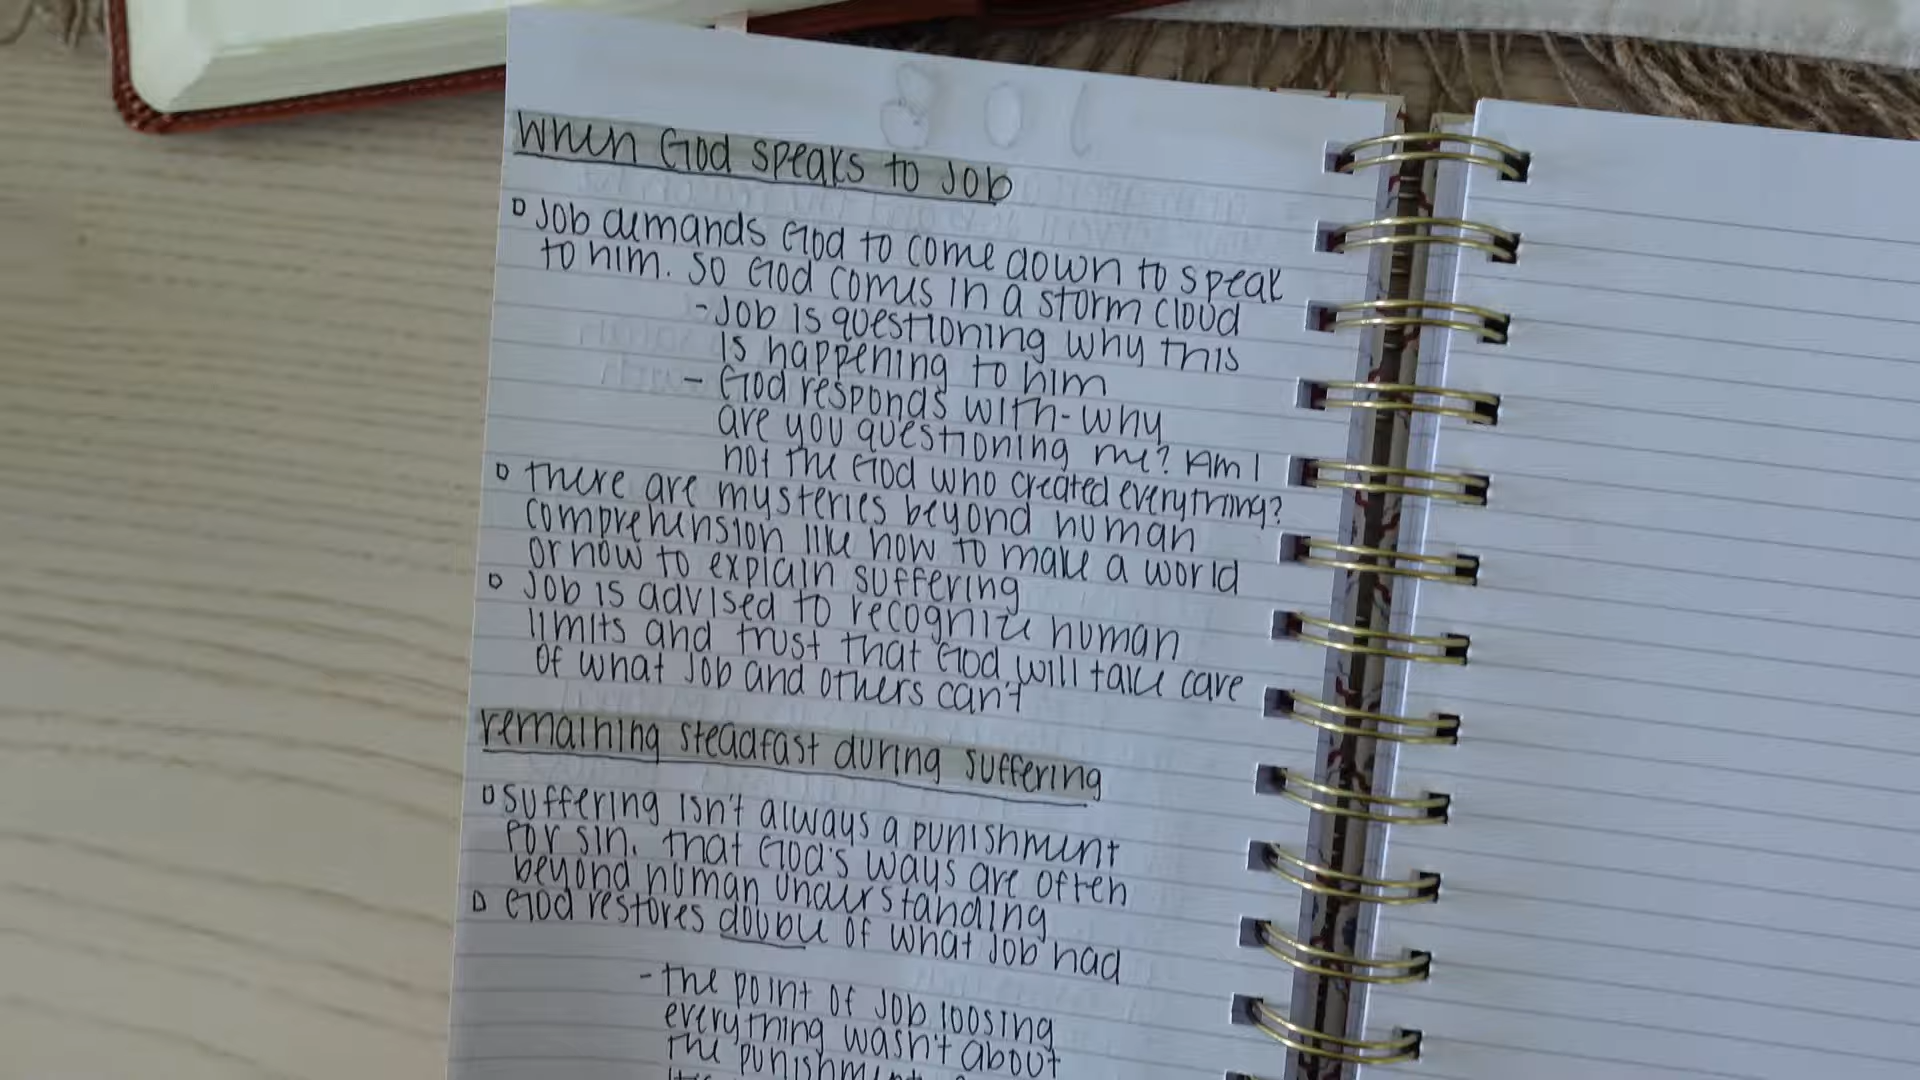 when God speaks to Job
Job demands God to come down to speak
to him. So God comes in a storm cloud
- Job is questioning why this
is happening to him
- God responds with - why
are you questioning me? Am I
not the God who created everything?
there are mysteries beyond human
comprehension like how to make a world
or how to explain suffering
Job is advised to recognize human
limits and trust that God will take care
of what Job and others can't
remaining steadfast during suffering
suffering isn't always a punishment
for sin. that God's ways are often
beyond human understanding
God restores double of what Job had
- the point of Job loosing
everything wasn't about
the punishment